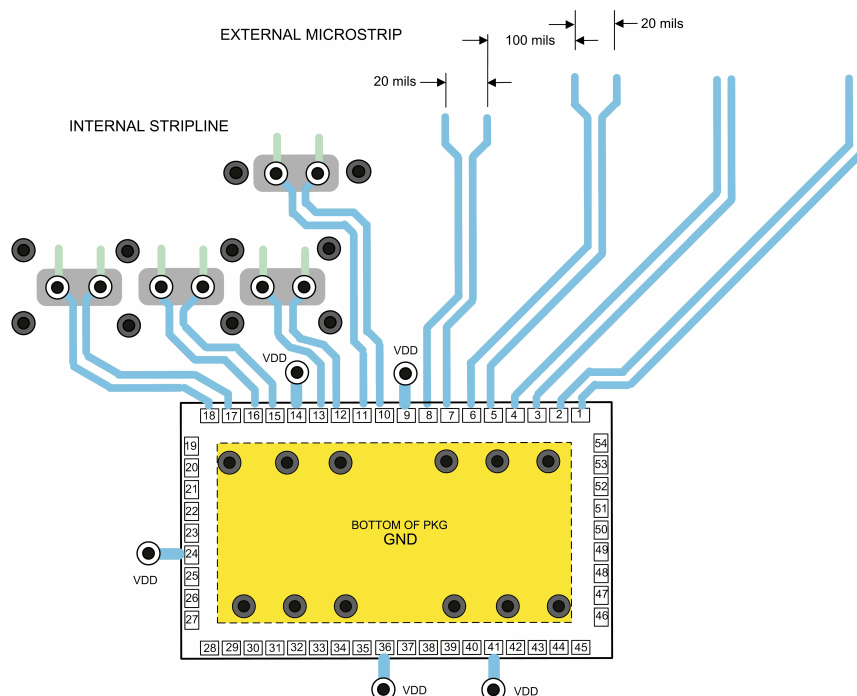 EXTERNAL MICROSTRIP
20 mils
100 mils
20 mils
INTERNAL STRIPLINE
VDD
VDD
18 17 16 15 14 13 12 11 10 9 8 7 6 5 4 3 2 1
19
20
21
22
23
24
25
26
27
54
53
52
51
50
49
48
47
46
BOTTOM OF PKG
GND
VDD
28 29 30 31 32 33 34 35 36 37 38 39 40 41 42 43 44 45
VDD
VDD